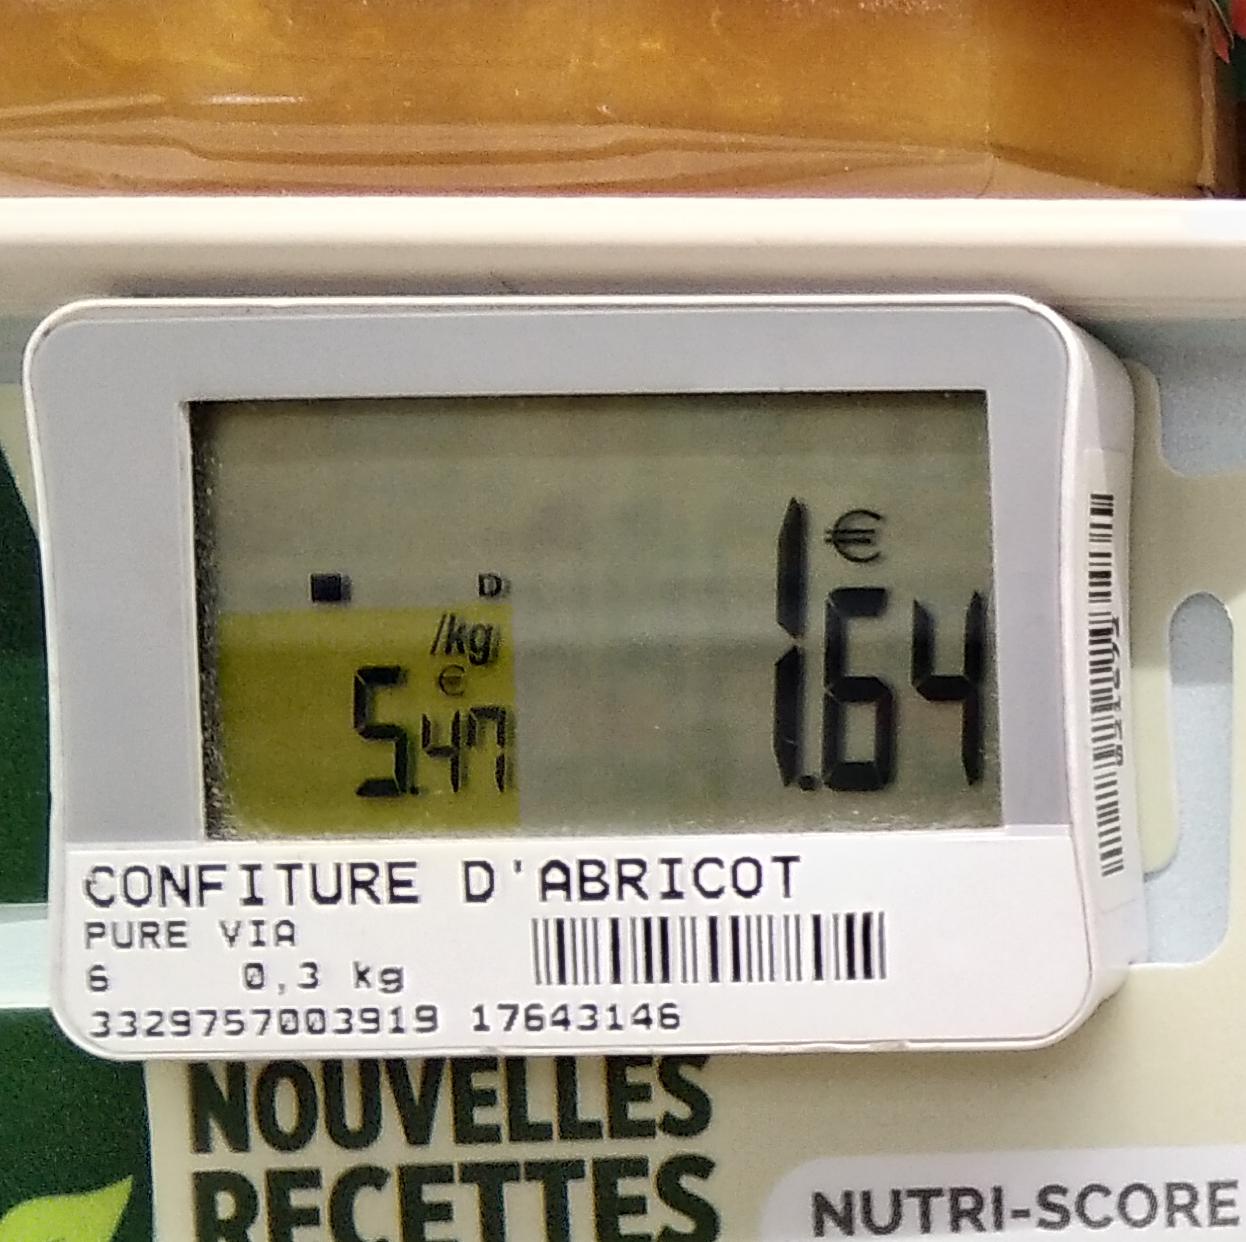 1 €
.64
D
/kg
€
5.47
CONFITURE D'ABRICOT
PURE VIA
6 0,3 kg
3329757003919 17643146
NOUVELLES
RECETTES
NUTRI-SCORE